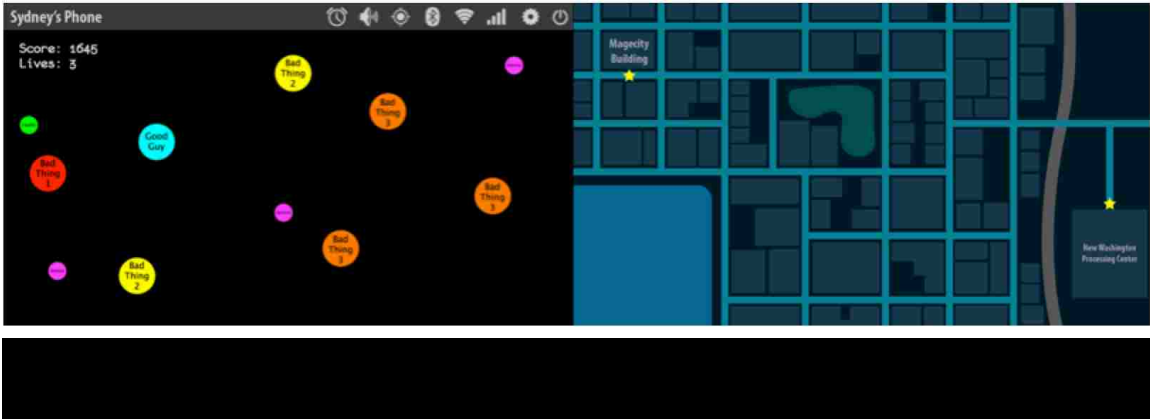 Sydney's Phone
Score: 1645
Lives: 3
Bad
Thing
2
Bad
Thing
3
Good
Guy
Bad
Thing
1
Bad
Thing
3
Bad
Thing
3
Bad
Thing
2
Magecity
Building
New Washington
Processing Center